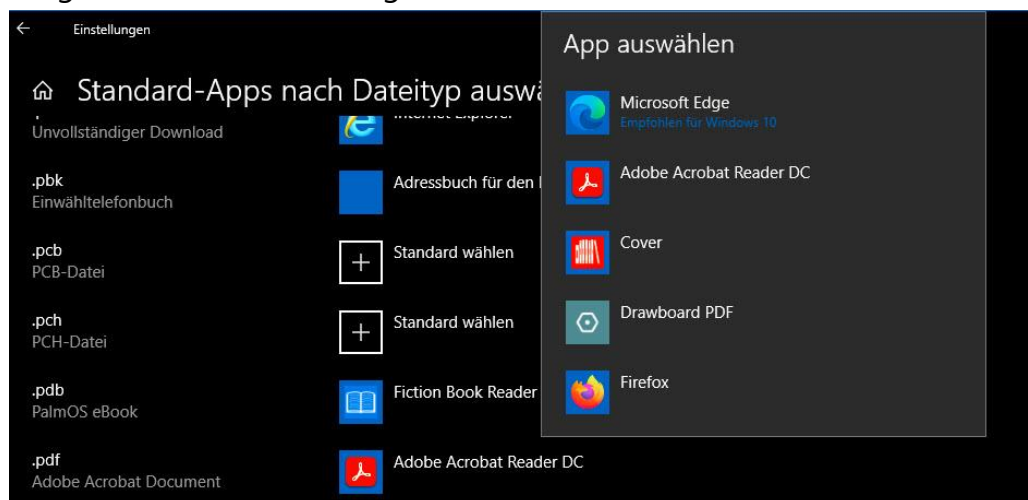 Einstellungen
Standard-Apps nach Dateityp auswä
Unvollständiger Download
Internet Explorer
.pbk
Einwähltelefonbuch
Adressbuch für den
.pcb
PCB-Datei
Standard wählen
.pch
PCH-Datei
Standard wählen
.pdb
PalmOS eBook
Fiction Book Reader
.pdf
Adobe Acrobat Document
Adobe Acrobat Reader DC
App auswählen
Microsoft Edge
Empfohlen für Windows 10
Adobe Acrobat Reader DC
Cover
Drawboard PDF
Firefox